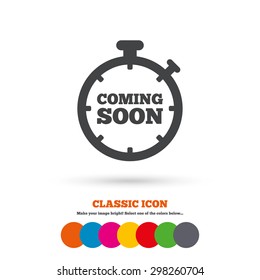 COMING
SOON
CLASSIC ICON
Make your image bright! Select one of the colors below...
shutterstock.com · 298260704